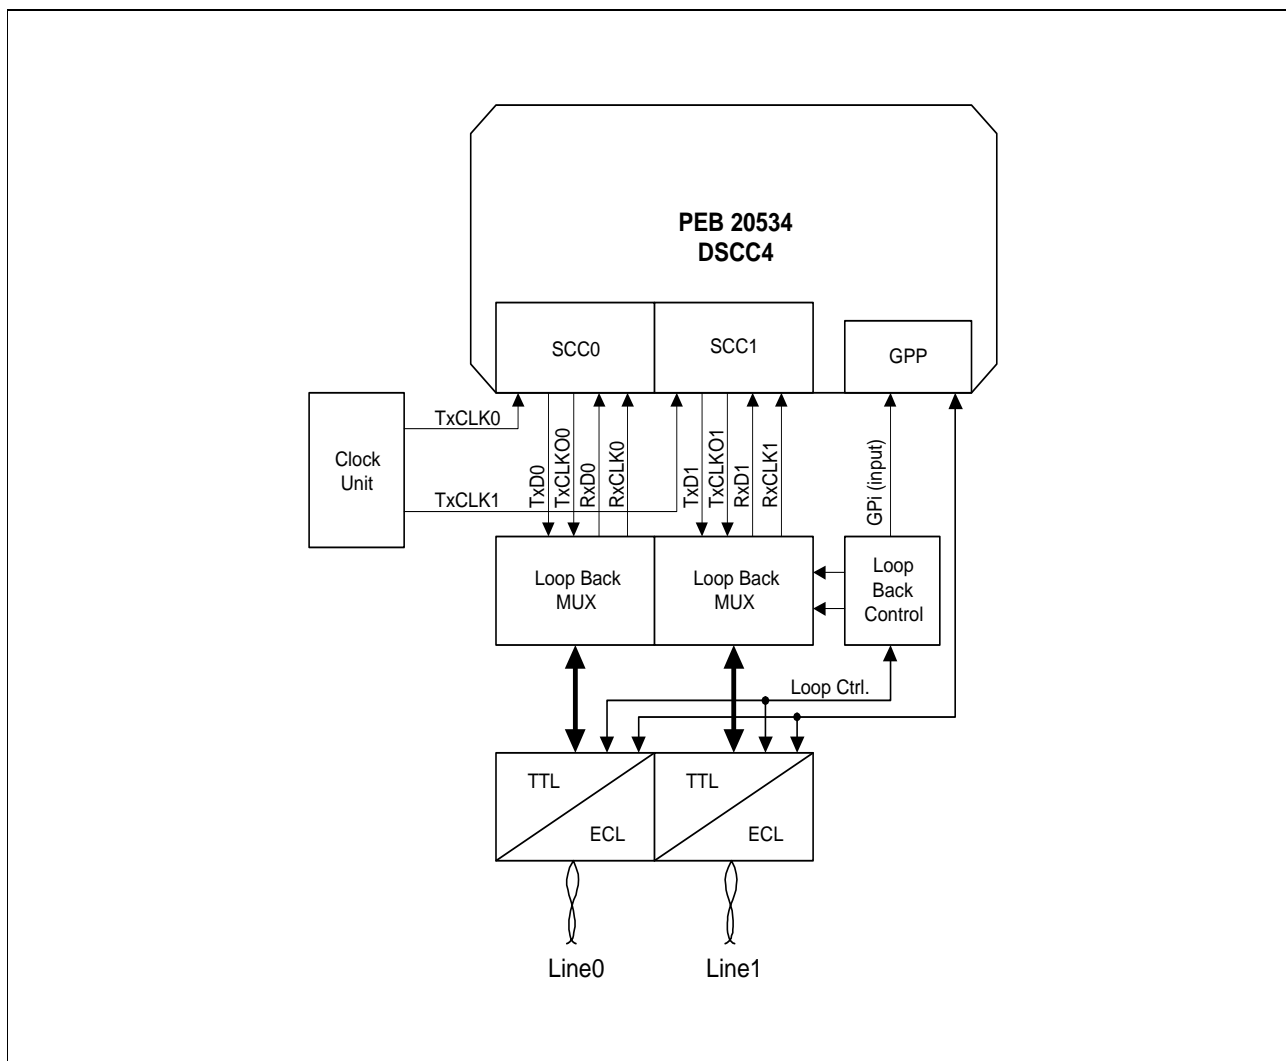 PEB 20534
DSCC4
SCC0
SCC1
GPP
TxCLK0
Clock
Unit
TxCLK1
TxD0
TxCLKO0
RxD0
RxCLK0
TxD1
TxCLKO1
RxD1
RxCLK1
GPi (input)
Loop Back
MUX
Loop Back
MUX
Loop
Back
Control
Loop Ctrl.
TTL
ECL
TTL
ECL
Line0
Line1